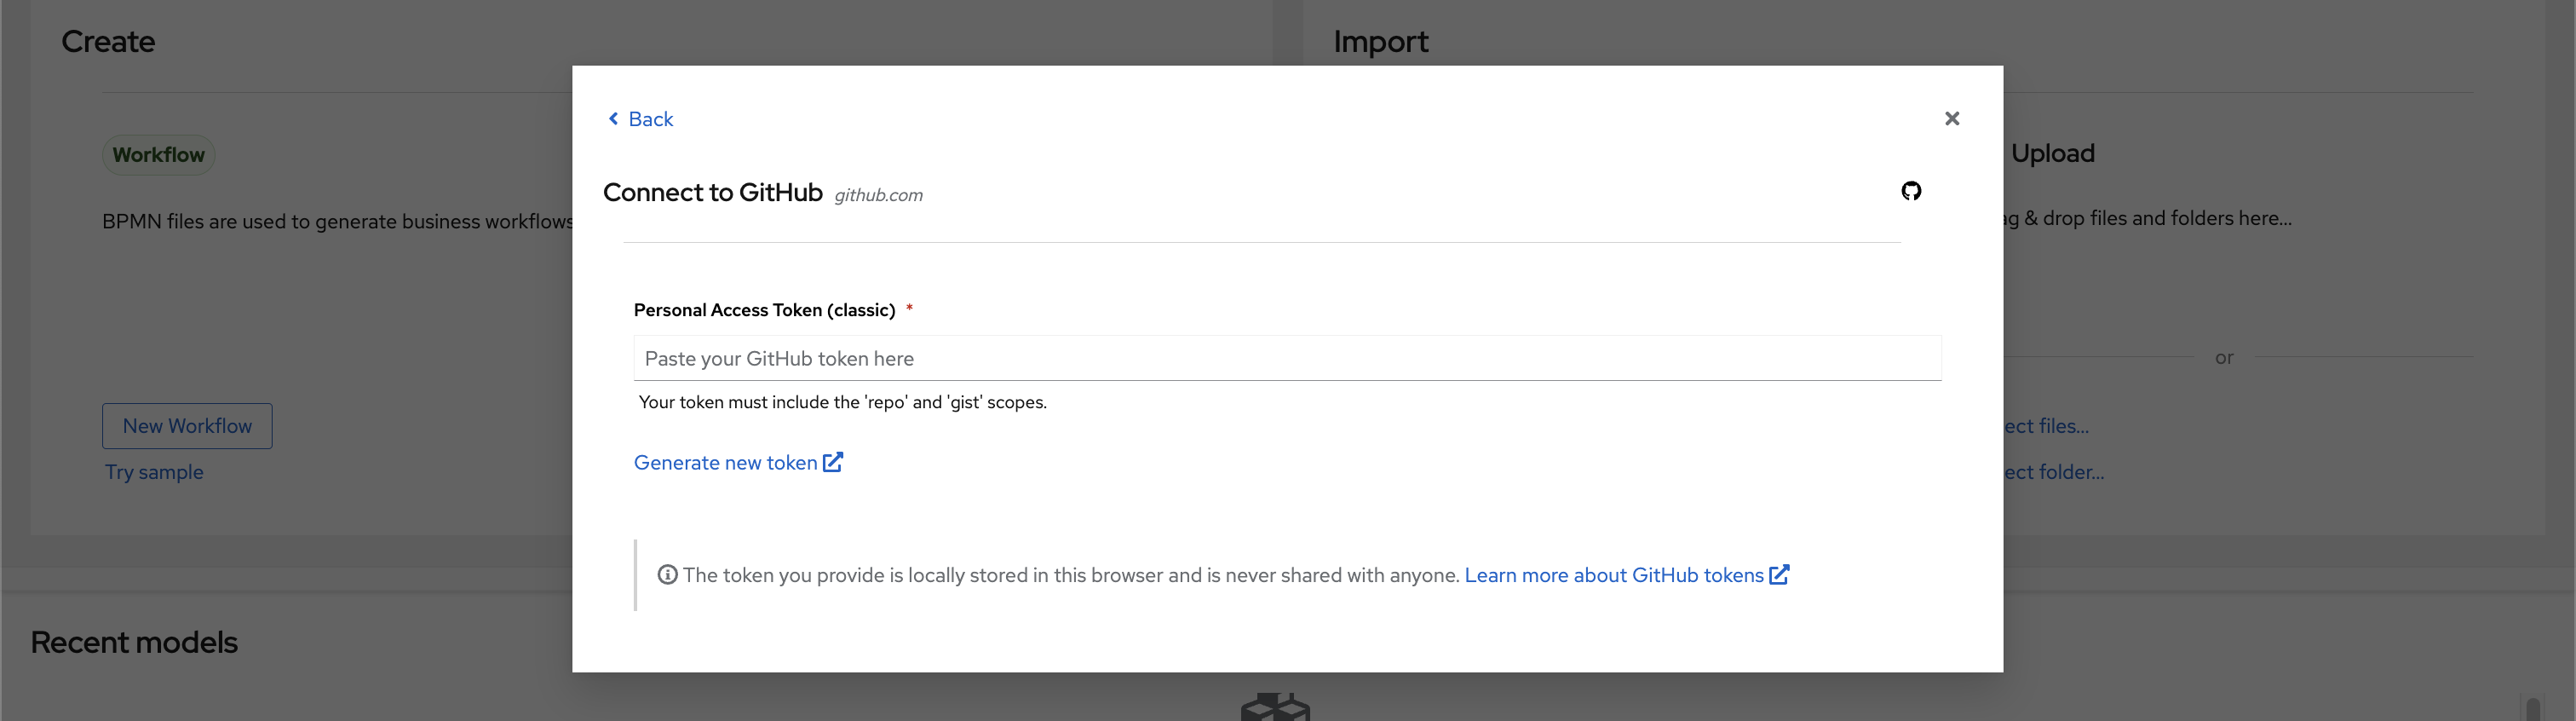 Create
Import
Back
Workflow
Upload
Connect to GitHub github.com
BPMN files are used to generate business workflows
& drop files and folders here...
Personal Access Token (classic) *
Paste your GitHub token here
or
Your token must include the 'repo' and 'gist' scopes.
New Workflow
files...
Generate new token
Try sample
folder...
The token you provide is locally stored in this browser and is never shared with anyone. Learn more about GitHub tokens
Recent models